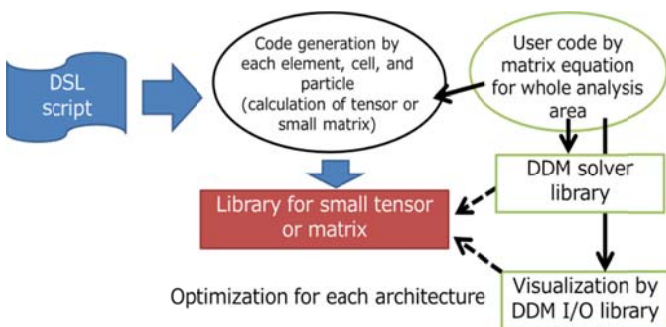 DSL
script
Code generation by
each element, cell, and
particle
(calculation of tensor or
small matrix)
User code by
matrix equation
for whole analysis
area
DDM solver
library
Library for small tensor
or matrix
Optimization for each architecture
Visualization by
DDM I/O library